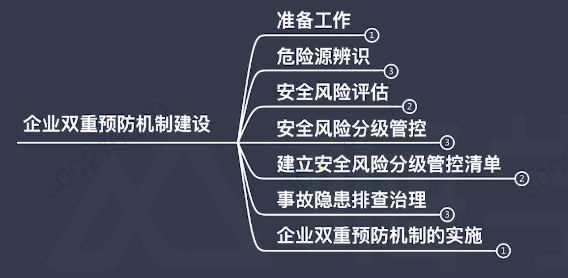 准备工作
1
危险源辨识
3
安全风险评估
2
企业双重预防机制建设
安全风险分级管控
3
建立安全风险分级管控清单
2
事故隐患排查治理
3
企业双重预防机制的实施
1